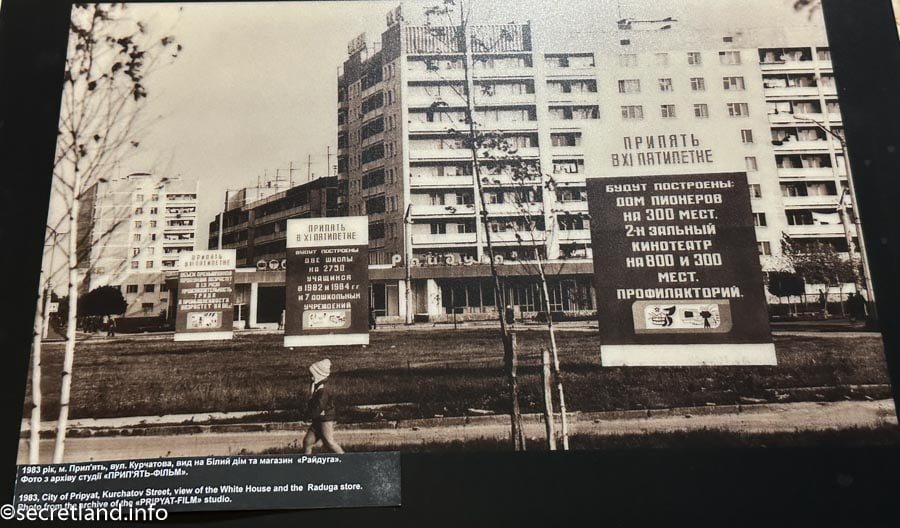 ПРИПЯТЬ
В XI ПЯТИЛЕТКЕ
БУДУТ ПОСТРОЕНЫ:
ДОМ ПИОНЕРОВ
НА 300 МЕСТ.
2-Х ЗАЛЬНЫЙ
КИНОТЕАТР
НА 800 И 300
МЕСТ.
ПРОФИЛАКТОРИЙ.
ПРИПЯТЬ
В XI ПЯТИЛЕТКЕ
БУДУТ ПОСТРОЕНЫ
ДВЕ ШКОЛЫ
НА 2750
УЧАЩИХСЯ
В 1982 И 1984 ГГ
И 7 ДОШКОЛЬНЫХ
УЧРЕЖДЕНИЙ
ПРИПЯТЬ
В XI ПЯТИЛЕТКЕ
ТРУДА
Радуга
1983 рік, м. Прип'ять, вул. Курчатова, вид на Білий дім та магазин «Райдуга».
Фото з архіву студії «ПРИП'ЯТЬ-ФІЛЬМ».
1983, City of Pripyat, Kurchatov Street, view of the White House and the Raduga store.
Photo from the archive of the «PRIPYAT-FILM» studio.
©secretland.info